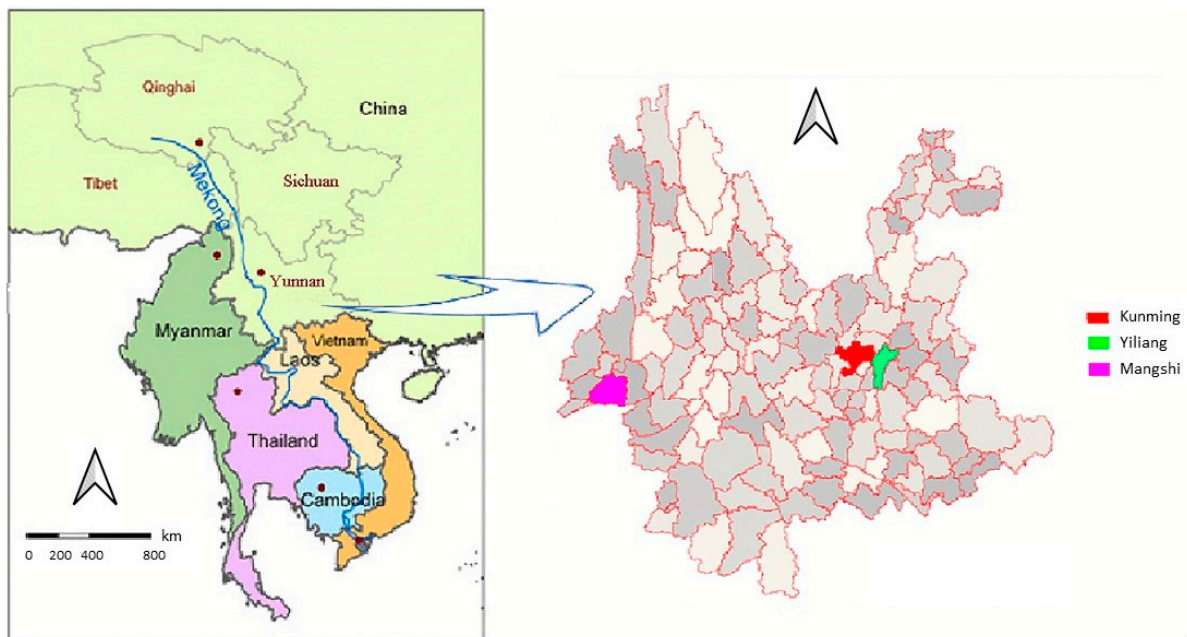 Qinghai
China
Tibet
Mekong
Sichuan
Yunnan
Myanmar
Vietnam
Laos
Thailand
Cambodia
km
0 200 400 800
Kunming
Yiliang
Mangshi